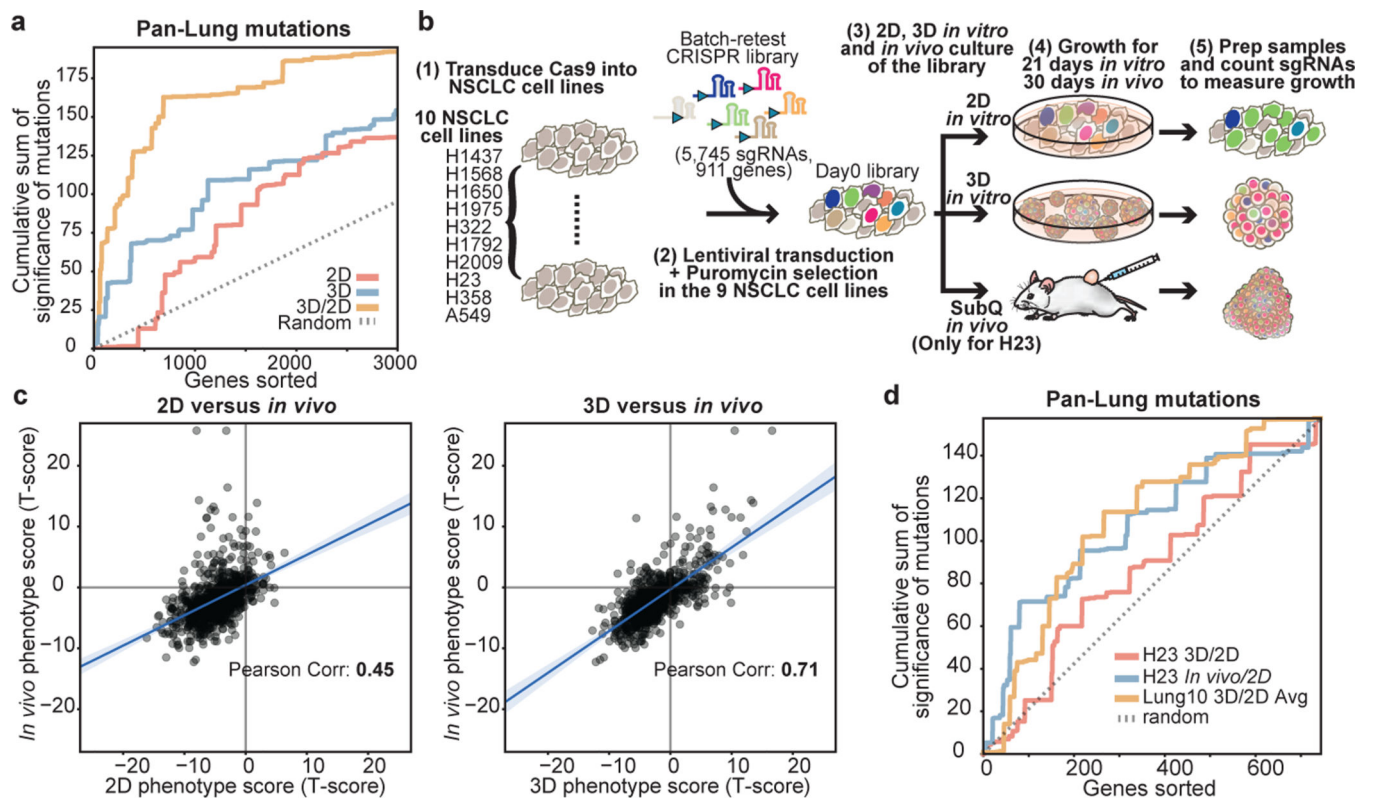 a
Pan-Lung mutations
Cumulative sum of
significance of mutations
175
150
125
100
75
50
25
0
2D
3D
3D/2D
Random
0
1000
2000
3000
Genes sorted
b
(1) Transduce Cas9 into
NSCLC cell lines
10 NSCLC
cell lines
H1437
H1568
H1650
H1975
H322
H1792
H2009
H23
H358
A549
Batch-retest
CRISPR library
(5,745 sgRNAs,
911 genes)
Day0 library
(2) Lentiviral transduction
+ Puromycin selection
in the 9 NSCLC cell lines
(3) 2D, 3D in vitro
and in vivo culture
of the library
2D
in vitro
3D
in vitro
SubQ
in vivo
(Only for H23)
(4) Growth for
21 days in vitro
30 days in vivo
(5) Prep samples
and count sgRNAs
to measure growth
c
2D versus in vivo
In vivo phenotype score (T-score)
20
10
0
−10
−20
Pearson Corr: 0.45
−20
−10
0
10
20
2D phenotype score (T-score)
3D versus in vivo
In vivo phenotype score (T-score)
20
10
0
−10
−20
Pearson Corr: 0.71
−20
−10
0
10
20
3D phenotype score (T-score)
d
Pan-Lung mutations
Cumulative sum of
significance of mutations
140
120
100
80
60
40
20
0
H23 3D/2D
H23 In vivo/2D
Lung10 3D/2D Avg
random
0
200
400
600
Genes sorted